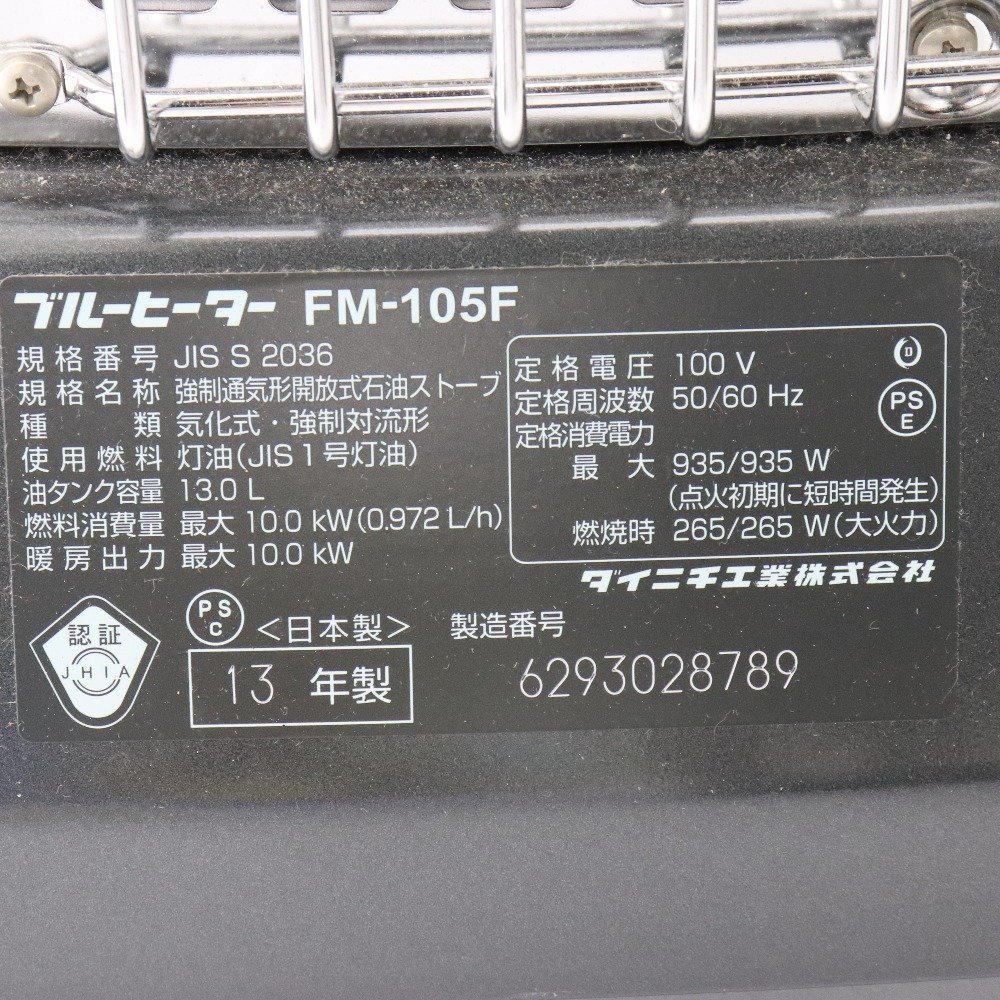 ブルーヒーター FM-105F
規格番号 JIS S 2036
規格名称 強制通気形開放式石油ストーブ
種類 気化式・強制対流形
使用燃料 灯油(JIS1号灯油)
油タンク容量 13.0 L
燃料消費量 最大 10.0 kW(0.972 L/h)
暖房出力 最大 10.0 kW
定格電圧 100 V
定格周波数 50/60 Hz
定格消費電力
最大 935/935 W
(点火初期に短時間発生)
燃焼時 265/265 W(大火力)
D
PS
E
ダイニチ工業株式会社
認証
JHIA
PS
C
<日本製>
13 年製
製造番号
6293028789